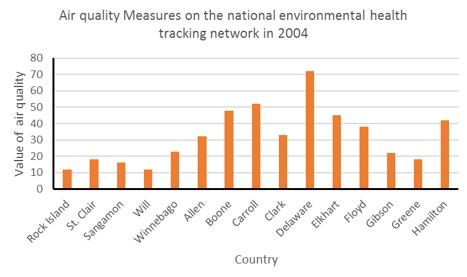 Air quality Measures on the national environmental health
tracking network in 2004
Value of air quality
80
70
60
50
40
30
20
10
0
Rock Island
St. Clair
Sangamon
Will
Winnebago
Allen
Boone
Carroll
Clark
Delaware
Elkhart
Floyd
Gibson
Greene
Hamilton
Country